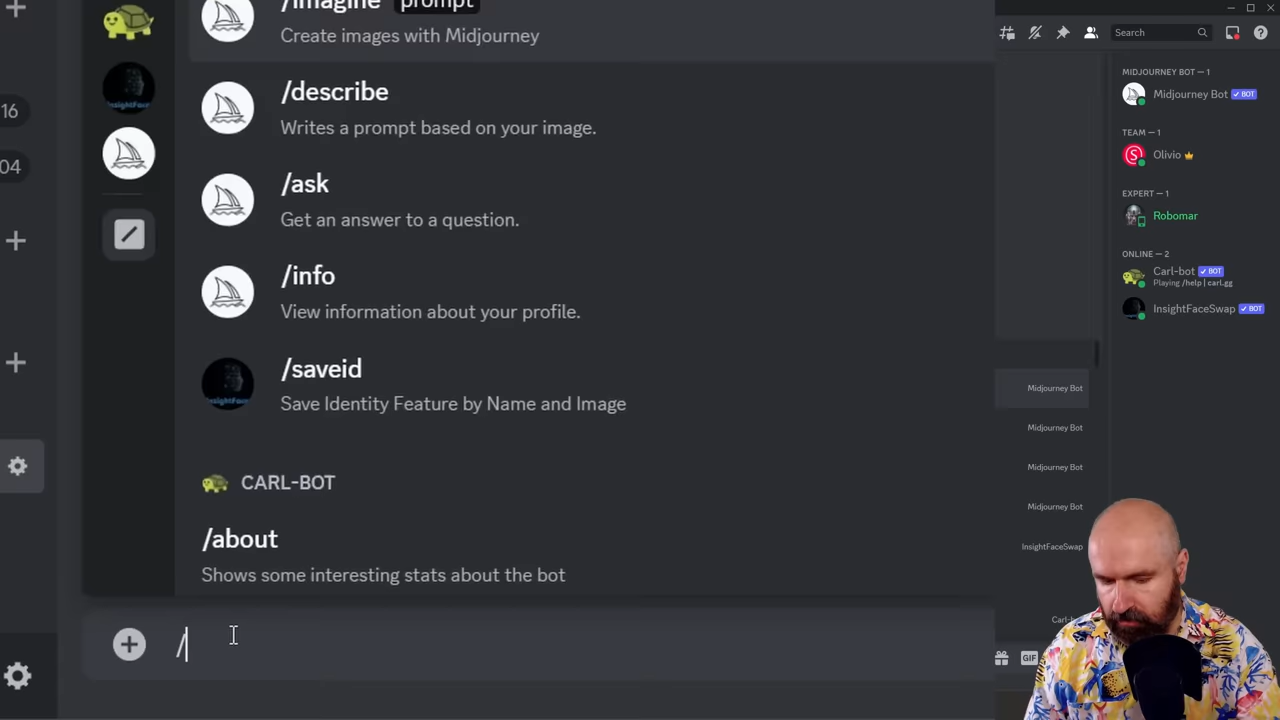 /imagine prompt
Create images with Midjourney
/describe
Writes a prompt based on your image.
/ask
Get an answer to a question.
/info
View information about your profile.
/saveid
Save Identity Feature by Name and Image
CARL-BOT
/about
Shows some interesting stats about the bot
/
16
04
Search
MIDJOURNEY BOT — 1
Midjourney Bot BOT
TEAM — 1
Olivio
EXPERT — 1
Robomar
ONLINE — 2
Carl-bot BOT
Playing /help | carl.gg
InsightFaceSwap BOT
Midjourney Bot
Midjourney Bot
Midjourney Bot
Midjourney Bot
InsightFaceSwap
GIF